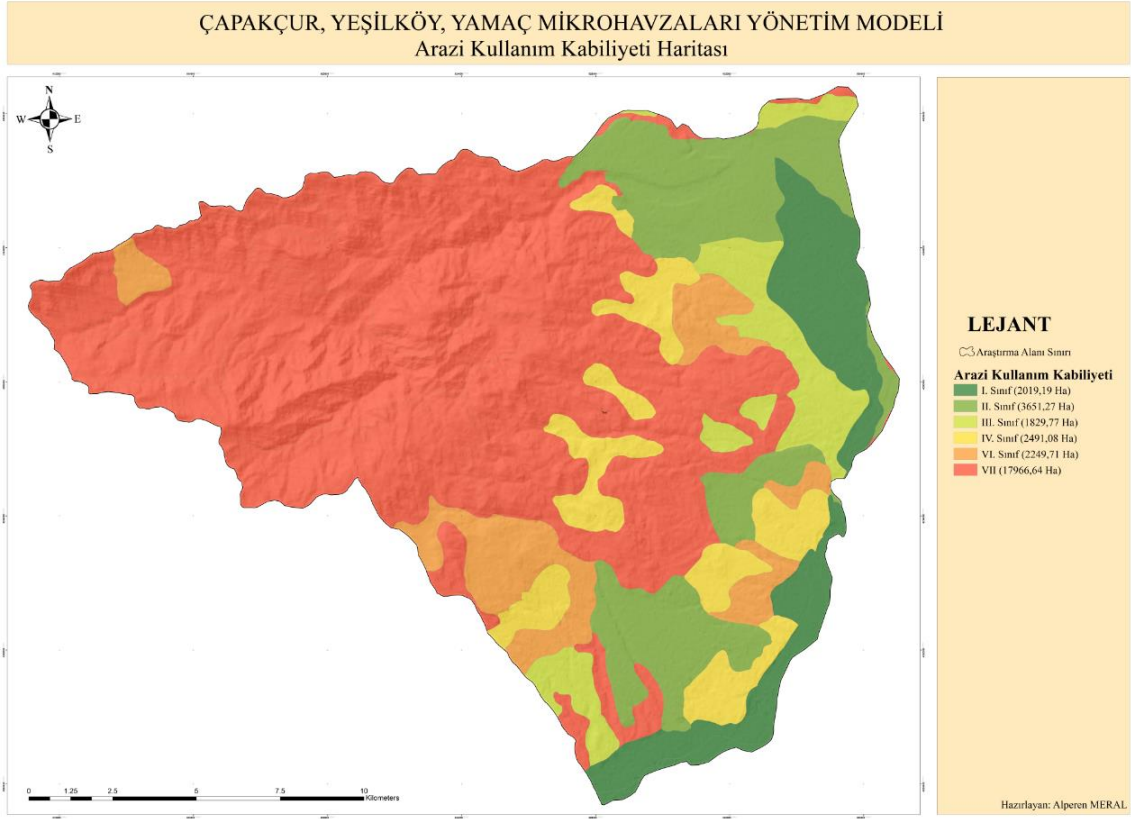 ÇAPAKÇUR, YEŞİLKÖY, YAMAÇ MİKROHAVZALARI YÖNETİM MODELİ
Arazi Kullanım Kabiliyeti Haritası
N
W E
S
LEJANT
Araştırma Alanı Sınırı
Arazi Kullanım Kabiliyeti
I. Sınıf (2019,19 Ha)
II. Sınıf (3651,27 Ha)
III. Sınıf (1829,77 Ha)
IV. Sınıf (2491,08 Ha)
VI. Sınıf (2249,71 Ha)
VII (17966,64 Ha)
0 1.25 2.5 5 7.5 10
Kilometers
Hazırlayan: Alperen MERAL